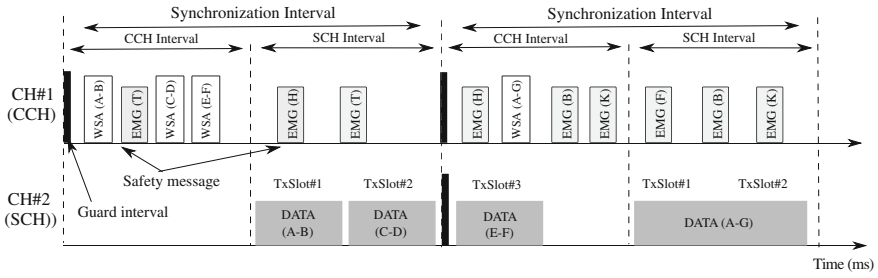 Synchronization Interval
Synchronization Interval
CCH Interval
SCH Interval
CCH Interval
SCH Interval
CH#1
(CCH)
WSA (A-B)
EMG (T)
WSA (C-D)
WSA (E-F)
EMG (H)
EMG (T)
EMG (H)
WSA (A-G)
EMG (B)
EMG (K)
EMG (F)
EMG (B)
EMG (K)
Safety message
Guard interval
TxSlot#1
TxSlot#2
TxSlot#3
TxSlot#1
TxSlot#2
CH#2
(SCH))
DATA
(A-B)
DATA
(C-D)
DATA
(E-F)
DATA (A-G)
Time (ms)